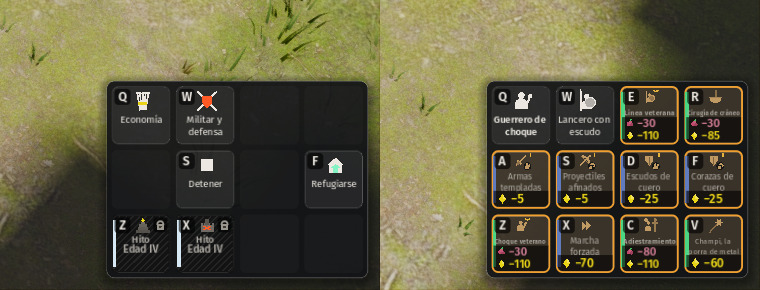 Q
Economía
W
Militar y
defensa
S
Detener
F
Refugiarse
Z
Hito
Edad IV
X
Hito
Edad IV
Q
Guerrero de
choque
W
Lancero con
escudo
E
Línea veterana
-30
-110
R
Cirugía de cráneo
-30
-85
A
Armas
templadas
-5
S
Proyectiles
afinados
-5
D
Escudos de
cuero
-25
F
Corazas de
cuero
-25
Z
Choque veterano
-30
-110
X
Marcha
forzada
-70
C
Adiestramiento
-80
-110
V
Champi, la
porra de metal
-60